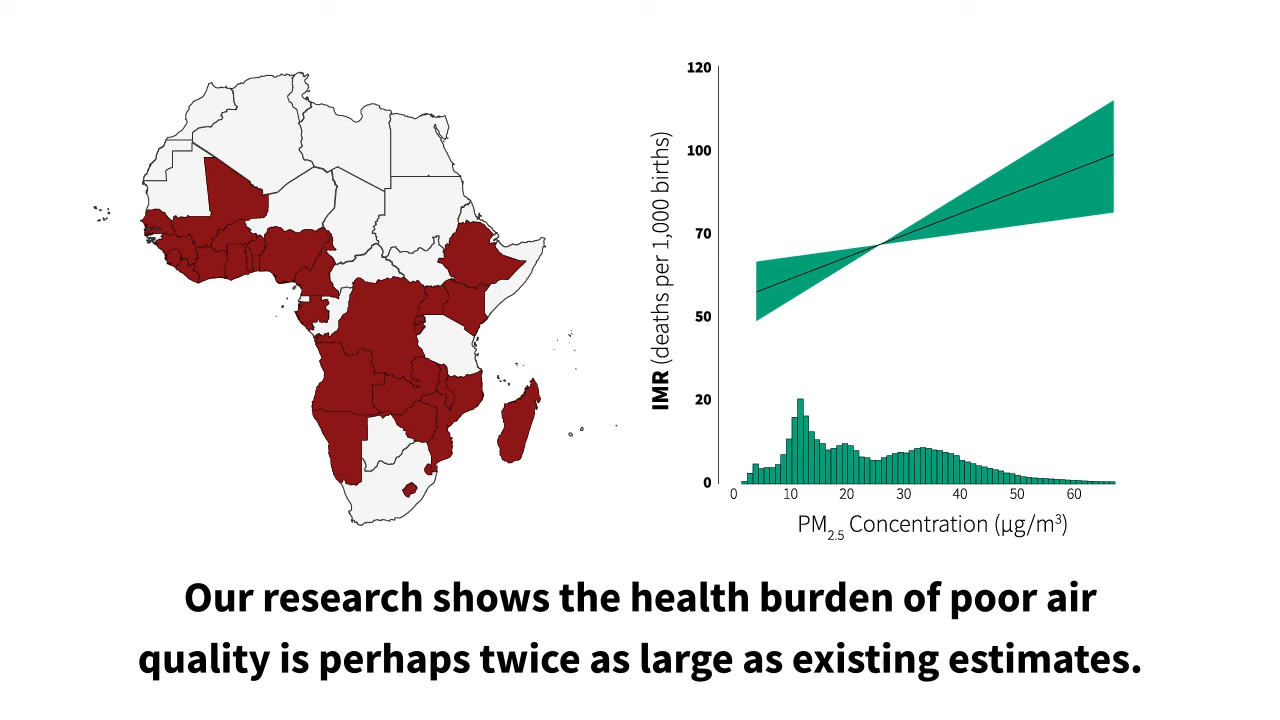 120
100
70
50
20
0
IMR (deaths per 1,000 births)
0 10 20 30 40 50 60
PM2.5 Concentration (µg/m³)
Our research shows the health burden of poor air
quality is perhaps twice as large as existing estimates.